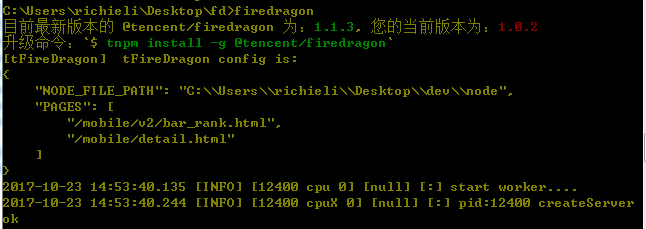 C:\Users\richieli\Desktop\fd>firedragon
目前最新版本的 @tencent/firedragon 为: 1.1.3, 您的当前版本为: 1.0.2
升级命令: `$ tnpm install -g @tencent/firedragon`
[tFireDragon]  tFireDragon config is:
{
    "NODE_FILE_PATH": "C:\\Users\\richieli\\Desktop\\dev\\node",
    "PAGES": [
        "/mobile/v2/bar_rank.html",
        "/mobile/detail.html"
    ]
}
2017-10-23 14:53:40.135 [INFO] [12400 cpu 0] [null] [:] start worker....
2017-10-23 14:53:40.244 [INFO] [12400 cpuX 0] [null] [:] pid:12400 createServer
ok